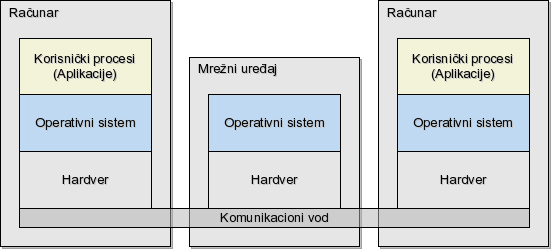 Računar
Korisnički procesi
(Aplikacije)
Operativni sistem
Hardver
Mrežni uređaj
Operativni sistem
Hardver
Računar
Korisnički procesi
(Aplikacije)
Operativni sistem
Hardver
Komunikacioni vod